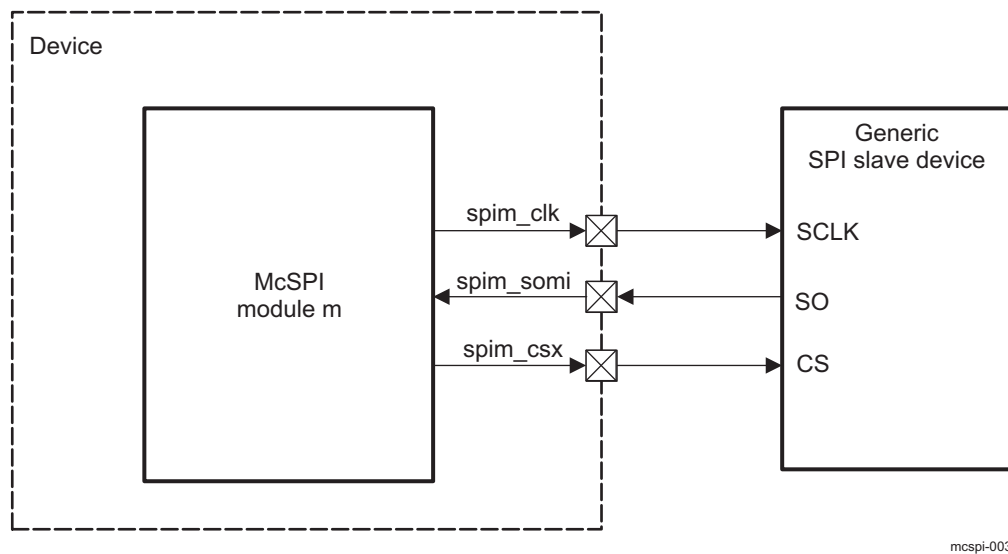 Device
Generic
SPI slave device
spim_clk
SCLK
McSPI
module m
spim_somi
SO
spim_csx
CS
mcspi-003